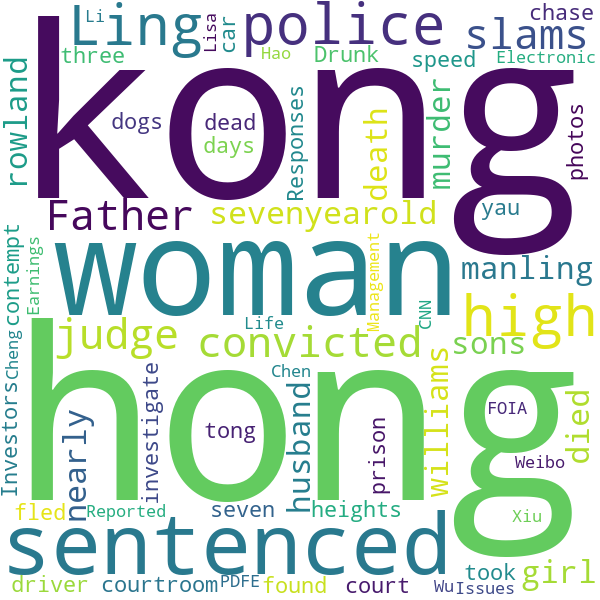 Li
Ling
Lisa
car
police
chase
slams
three
Hao
Drunk
speed
Electronic
rowland
kong
dogs
dead
days
Responses
death
murder
photos
Father
sevenyearold
yau
contempt
Earnings
woman
Management
CNN
manling
high
judge
Life
convicted
sons
Investors
Cheng
hong
nearly
investigate
tong
husband
Chen
prison
williams
FOIA
Weibo
died
fled
Reported
seven
heights
Xiu
sentenced
took
girl
driver
courtroom
PDFE
found
court
Wu
Issues